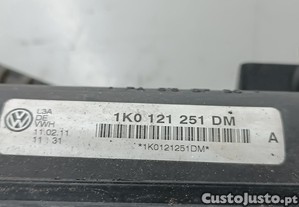 L3A
DE
VWH
11.02.11
11:31
1K0 121 251 DM
*1K0121251DM*
A
CustoJusto.pt